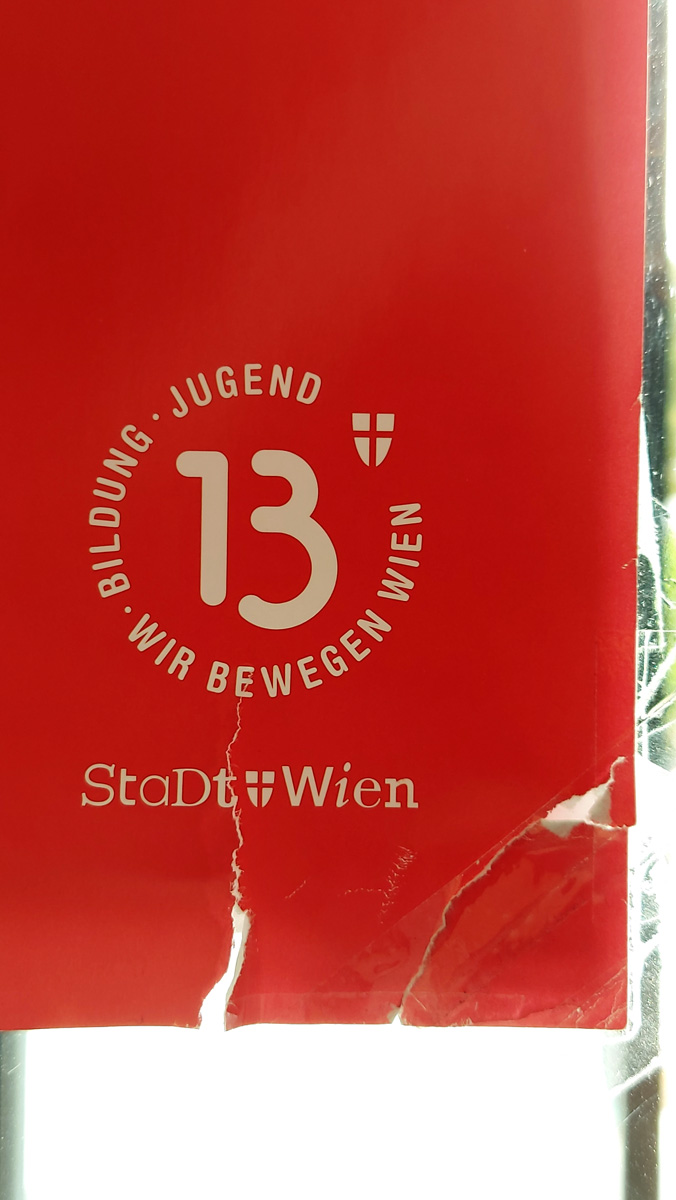 BILDUNG · JUGEND
· WIR BEWEGEN WIEN
13
StaDt Wien